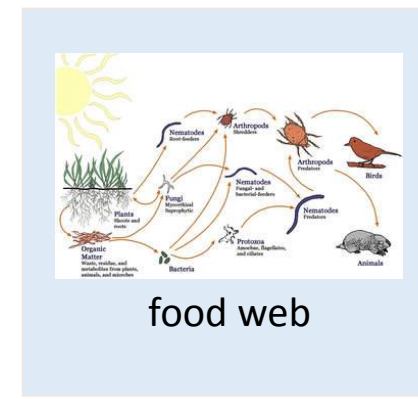 Nematodes
Root-feeders
Arthropods
Shredders
Arthropods
Predators
Birds
Nematodes
Fungal- and
bacterial-feeders
Fungi
Mycorrhizal
Saprophytic
Plants
Shoots and
roots
Nematodes
Predators
Organic
Matter
Waste, residue, and
metabolites from plants,
animals, and microbes
Bacteria
Protozoa
Amoebae, flagellates,
and ciliates
Animals
food web